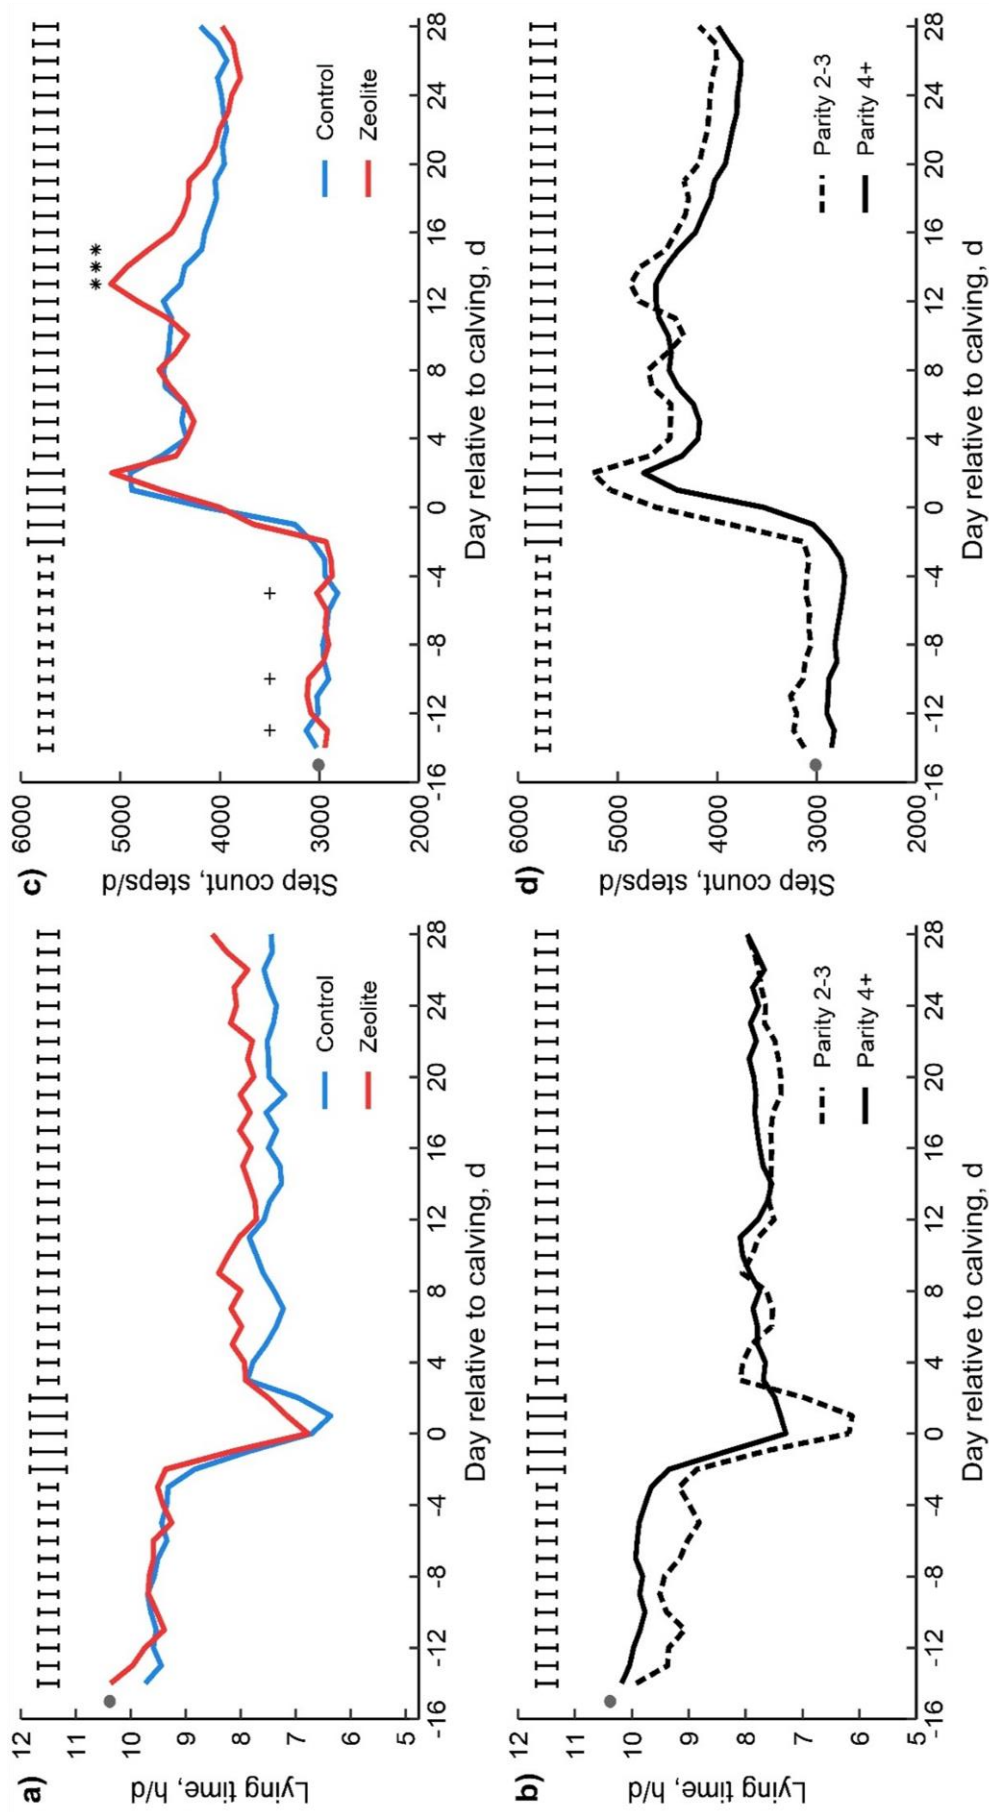 a)
Lying time, h/d
12
11
10
9
8
7
6
5
Control
Zeolite
-16 -12 -8 -4 0 4 8 12 16 20 24 28
Day relative to calving, d
b)
Lying time, h/d
12
11
10
9
8
7
6
5
Parity 2-3
Parity 4+
-16 -12 -8 -4 0 4 8 12 16 20 24 28
Day relative to calving, d
c)
Step count, steps/d
6000
5000
4000
3000
2000
+ + + ***
Control
Zeolite
-16 -12 -8 -4 0 4 8 12 16 20 24 28
Day relative to calving, d
d)
Step count, steps/d
6000
5000
4000
3000
2000
Parity 2-3
Parity 4+
-16 -12 -8 -4 0 4 8 12 16 20 24 28
Day relative to calving, d